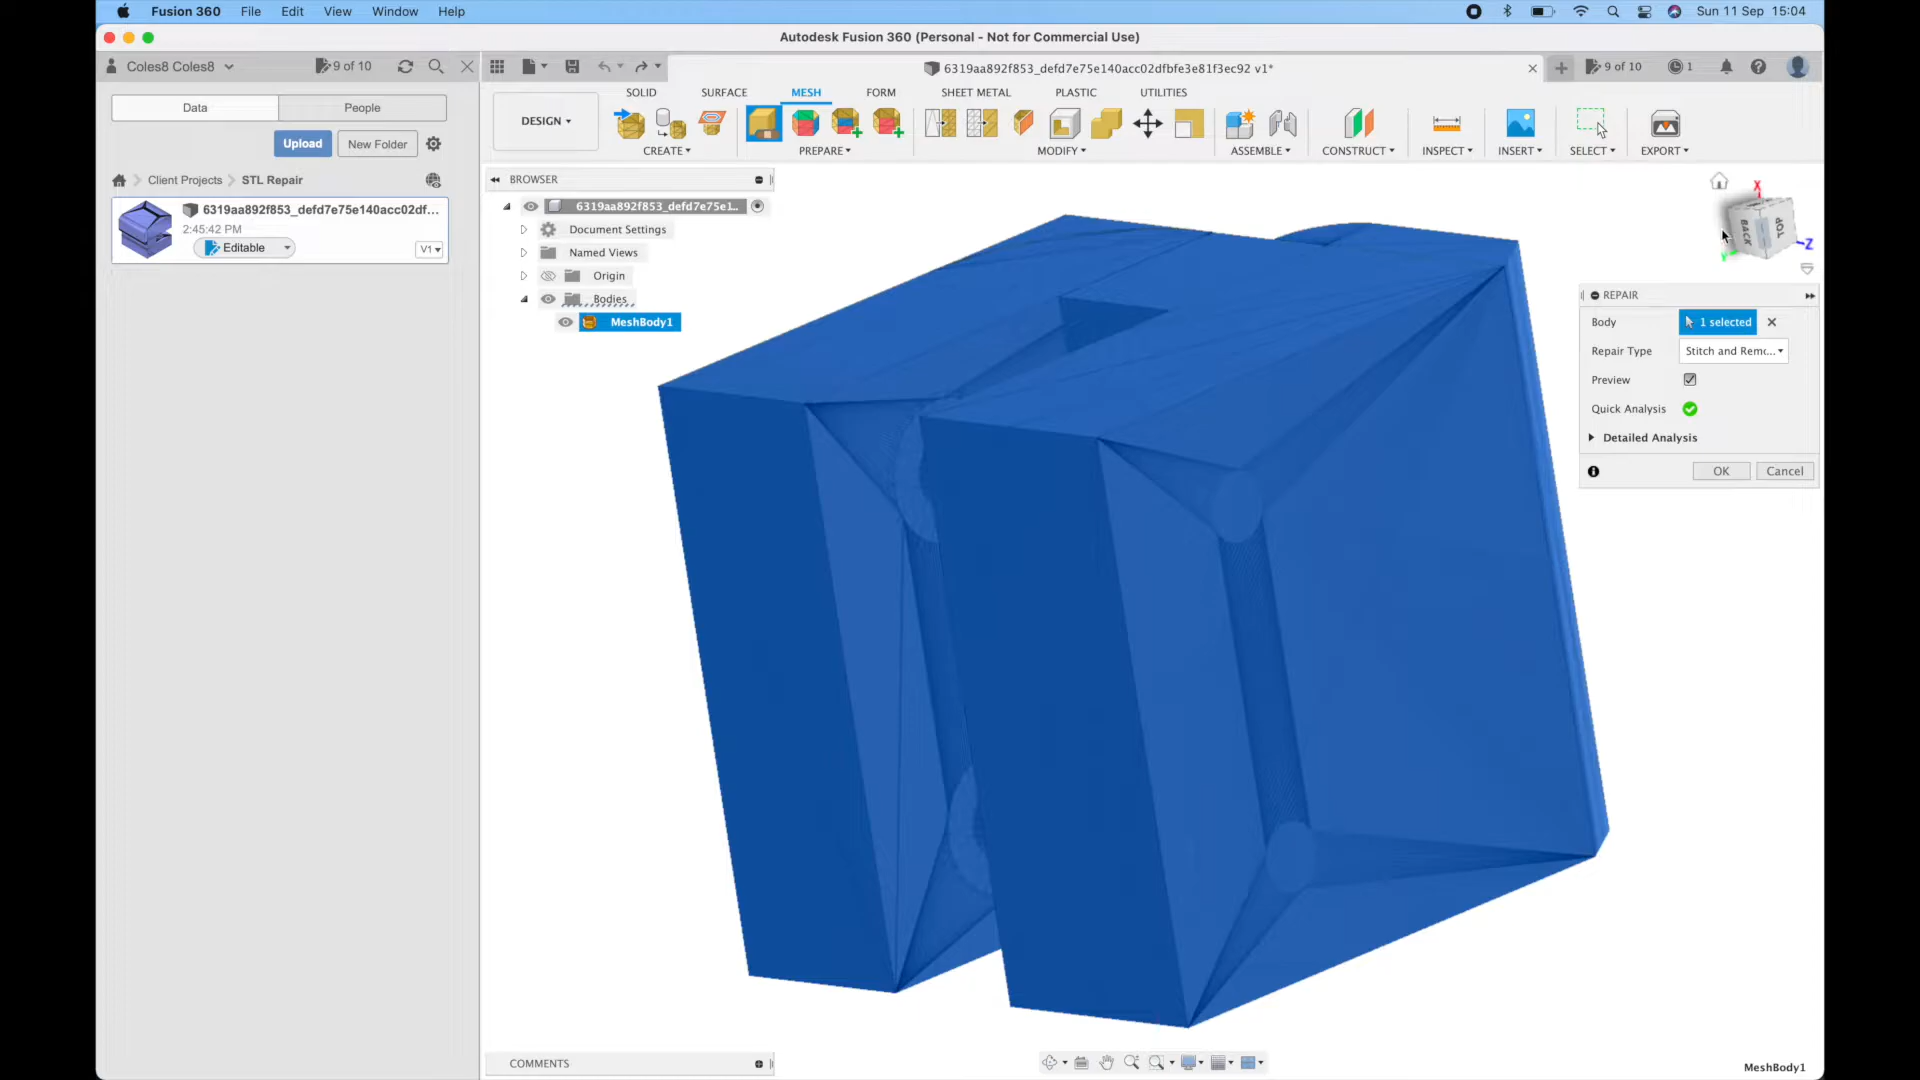 Fusion 360 File Edit View Window Help Sun 11 Sep 15:04
Autodesk Fusion 360 (Personal - Not for Commercial Use)
Coles8 Coles8 9 of 10
6319aa892f853_defd7e75e140acc02dfbfe3e81f3ec92 v1* 9 of 10 1
Data People
Upload New Folder
Client Projects STL Repair
6319aa892f853_defd7e75e140acc02df...
2:45:42 PM
Editable V1
SOLID SURFACE MESH FORM SHEET METAL PLASTIC UTILITIES
DESIGN
CREATE PREPARE MODIFY ASSEMBLE CONSTRUCT INSPECT INSERT SELECT EXPORT
BROWSER
6319aa892f853_defd7e75e1...
Document Settings
Named Views
Origin
Bodies
MeshBody1
X
BACK TOP
Z
Y
REPAIR
Body 1 selected
Repair Type Stitch and Remo...
Preview
Quick Analysis
Detailed Analysis
OK Cancel
COMMENTS
MeshBody1